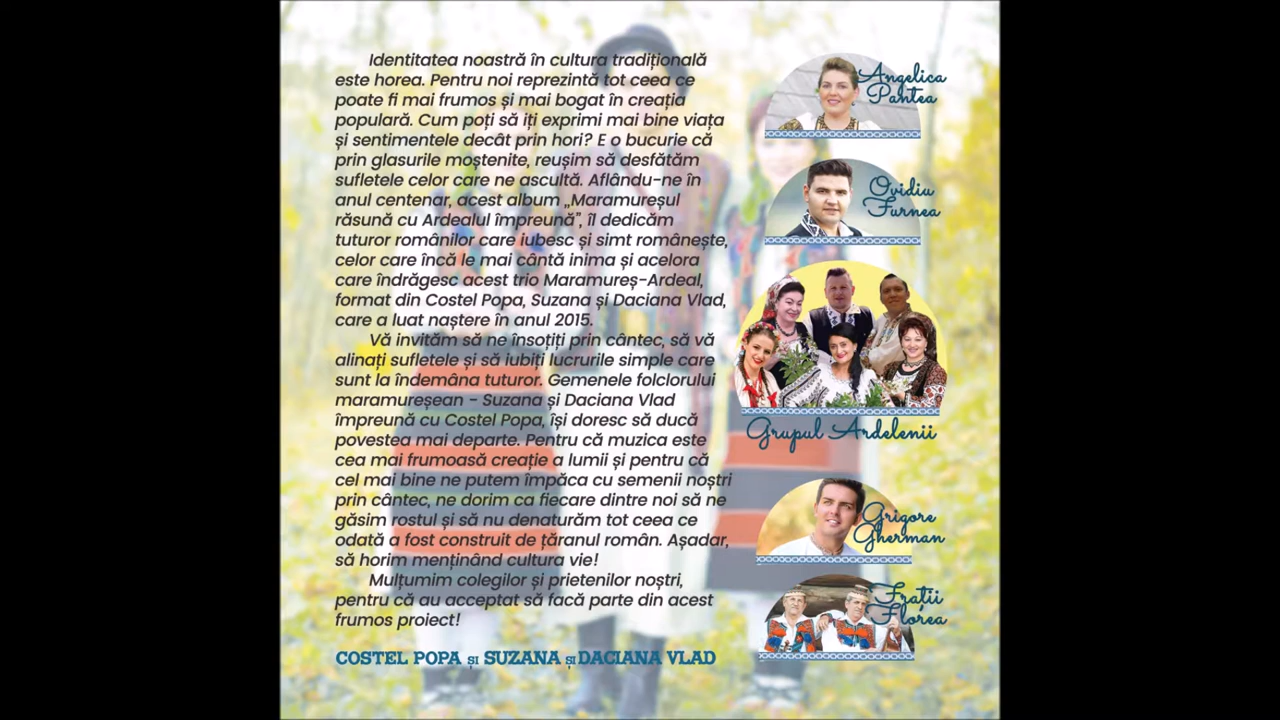 Identitatea noastră în cultura tradițională
este horea. Pentru noi reprezintă tot ceea ce
poate fi mai frumos și mai bogat în creația
populară. Cum poți să iți exprimi mai bine viața
și sentimentele decât prin hori? E o bucurie că
prin glasurile moștenite, reușim să desfătăm
sufletele celor care ne ascultă. Aflându-ne în
anul centenar, acest album „Maramureșul
răsună cu Ardealul împreună", îl dedicăm
tuturor românilor care iubesc și simt românește,
celor care încă le mai cântă inima și acelora
care îndrăgesc acest trio Maramureș-Ardeal,
format din Costel Popa, Suzana și Daciana Vlad,
care a luat naștere în anul 2015.
Vă invităm să ne însoțiți prin cântec, să vă
alinați sufletele și să iubiți lucrurile simple care
sunt la îndemâna tuturor. Gemenele folclorului
maramureșean - Suzana și Daciana Vlad
împreună cu Costel Popa, își doresc să ducă
povestea mai departe. Pentru că muzica este
cea mai frumoasă creație a lumii și pentru că
cel mai bine ne putem împăca cu semenii noștri
prin cântec, ne dorim ca fiecare dintre noi să ne
găsim rostul și să nu denaturăm tot ceea ce
odată a fost construit de țăranul român. Așadar,
să horim menținând cultura vie!
Mulțumim colegilor și prietenilor noștri,
pentru că au acceptat să facă parte din acest
frumos proiect!
COSTEL POPA și SUZANA și DACIANA VLAD
Angelica
Pantea
Ovidiu
Furnea
Grupul Ardelenii
Grigore
Gherman
Frații
Florea